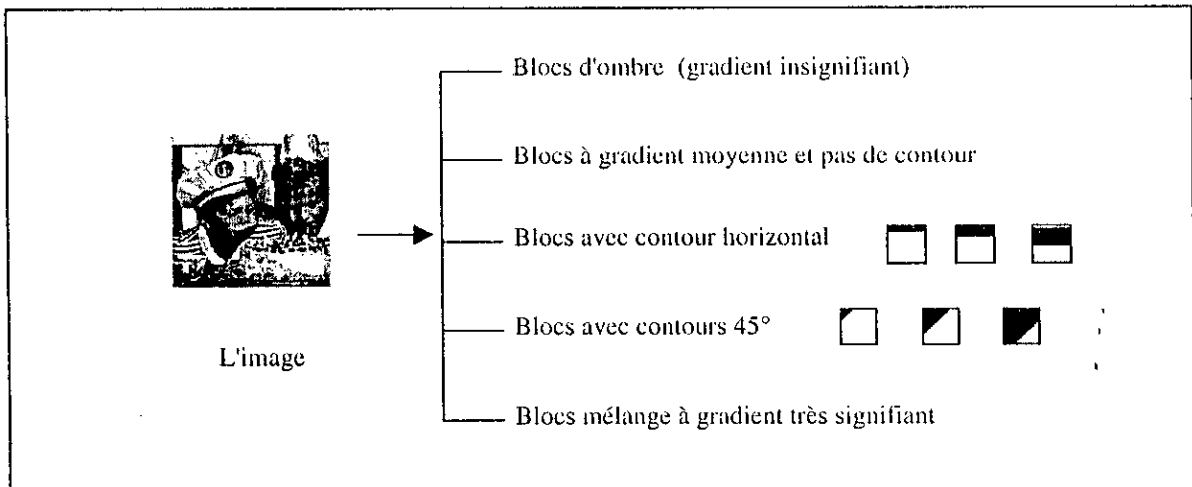 Blocs d'ombre (gradient insignifiant)
Blocs à gradient moyenne et pas de contour
Blocs avec contour horizontal
Blocs avec contours 45°
L'image
Blocs mélange à gradient très signifiant